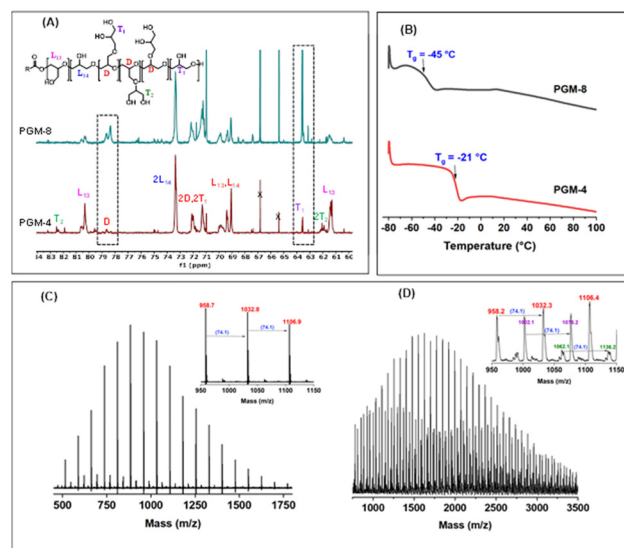 (A)
T₁
HO OH
L₁₃
L₁₄
D
D
D
T₁
T₂
PGM-8
2L₁₄
L₁₃, L₁₄
L₁₃
2D,2T₁
T₁
L₁₃
T₂
D
X
X
2T₂
PGM-4
84 83 82 81 80 79 78 77 76 75 74 73 72 71 70 69 68 67 66 65 64 63 62 61 60
f1 [ppm]
(B)
Tg = -45 °C
PGM-8
Tg = -21 °C
PGM-4
-80 -60 -40 -20 0 20 40 60 80 100
Temperature (°C)
(C)
958.7
1032.8
1106.9
(74.1)
(74.1)
950 1000 1050 1100 1150
Mass (m/z)
500 750 1000 1250 1500 1750
Mass (m/z)
(D)
958.2
1032.3
1106.4
(74.1)
(74.1)
1062.1
(74.1)
1136.2
950 1000 1050 1100 1150
Mass (m/z)
1000 1500 2000 2500 3000 3500
Mass (m/z)